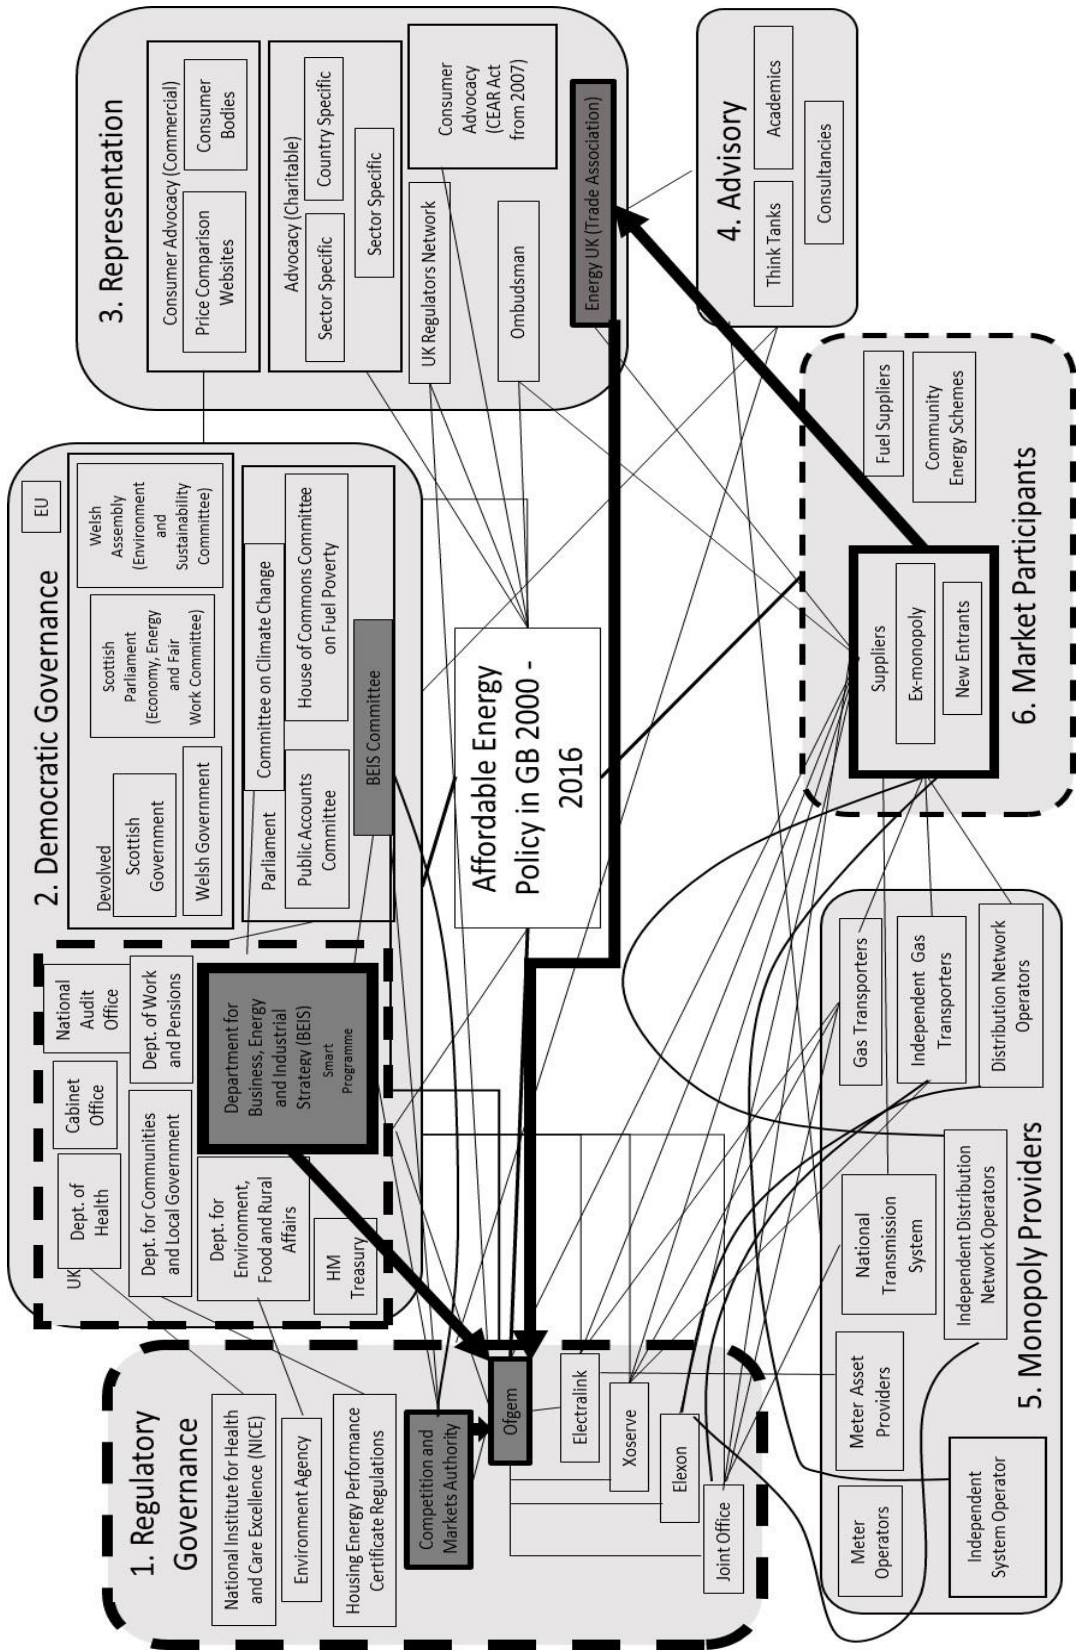 1. Regulatory
Governance
National Institute for Health
and Care Excellence (NICE)
Environment Agency
Housing Energy Performance
Certificate Regulations
Competition and
Markets Authority
Ofgem
Electralink
Xoserve
Elexon
Joint Office
2. Democratic Governance
UK
Dept. of
Health
Cabinet
Office
National
Audit
Office
Dept. for Communities
and Local Government
Dept. of Work
and Pensions
Dept. for
Environment,
Food and Rural
Affairs
HM
Treasury
Department for
Business, Energy
and Industrial
Strategy (BEIS)
Smart
Programme
EU
Devolved
Scottish
Government
Welsh Government
Scottish
Parliament
(Economy, Energy
and Fair
Work Committee)
Welsh
Assembly
(Environment
and
Sustainability
Committee)
Parliament
Committee on Climate Change
Public Accounts
Committee
House of Commons Committee
on Fuel Poverty
BEIS Committee
3. Representation
Consumer Advocacy (Commercial)
Price Comparison
Websites
Consumer
Bodies
Advocacy (Charitable)
Sector Specific
Country Specific
Sector Specific
UK Regulators Network
Consumer
Advocacy
(CEAR Act
from 2007)
Ombudsman
Energy UK (Trade Association)
Affordable Energy
Policy in GB 2000 -
2016
4. Advisory
Think Tanks
Academics
Consultancies
5. Monopoly Providers
Meter
Operators
Meter Asset
Providers
National
Transmission
System
Gas Transporters
Independent Gas
Transporters
Distribution Network
Operators
Independent Distribution
Network Operators
Independent
System Operator
6. Market Participants
Suppliers
Ex-monopoly
New Entrants
Fuel Suppliers
Community
Energy Schemes